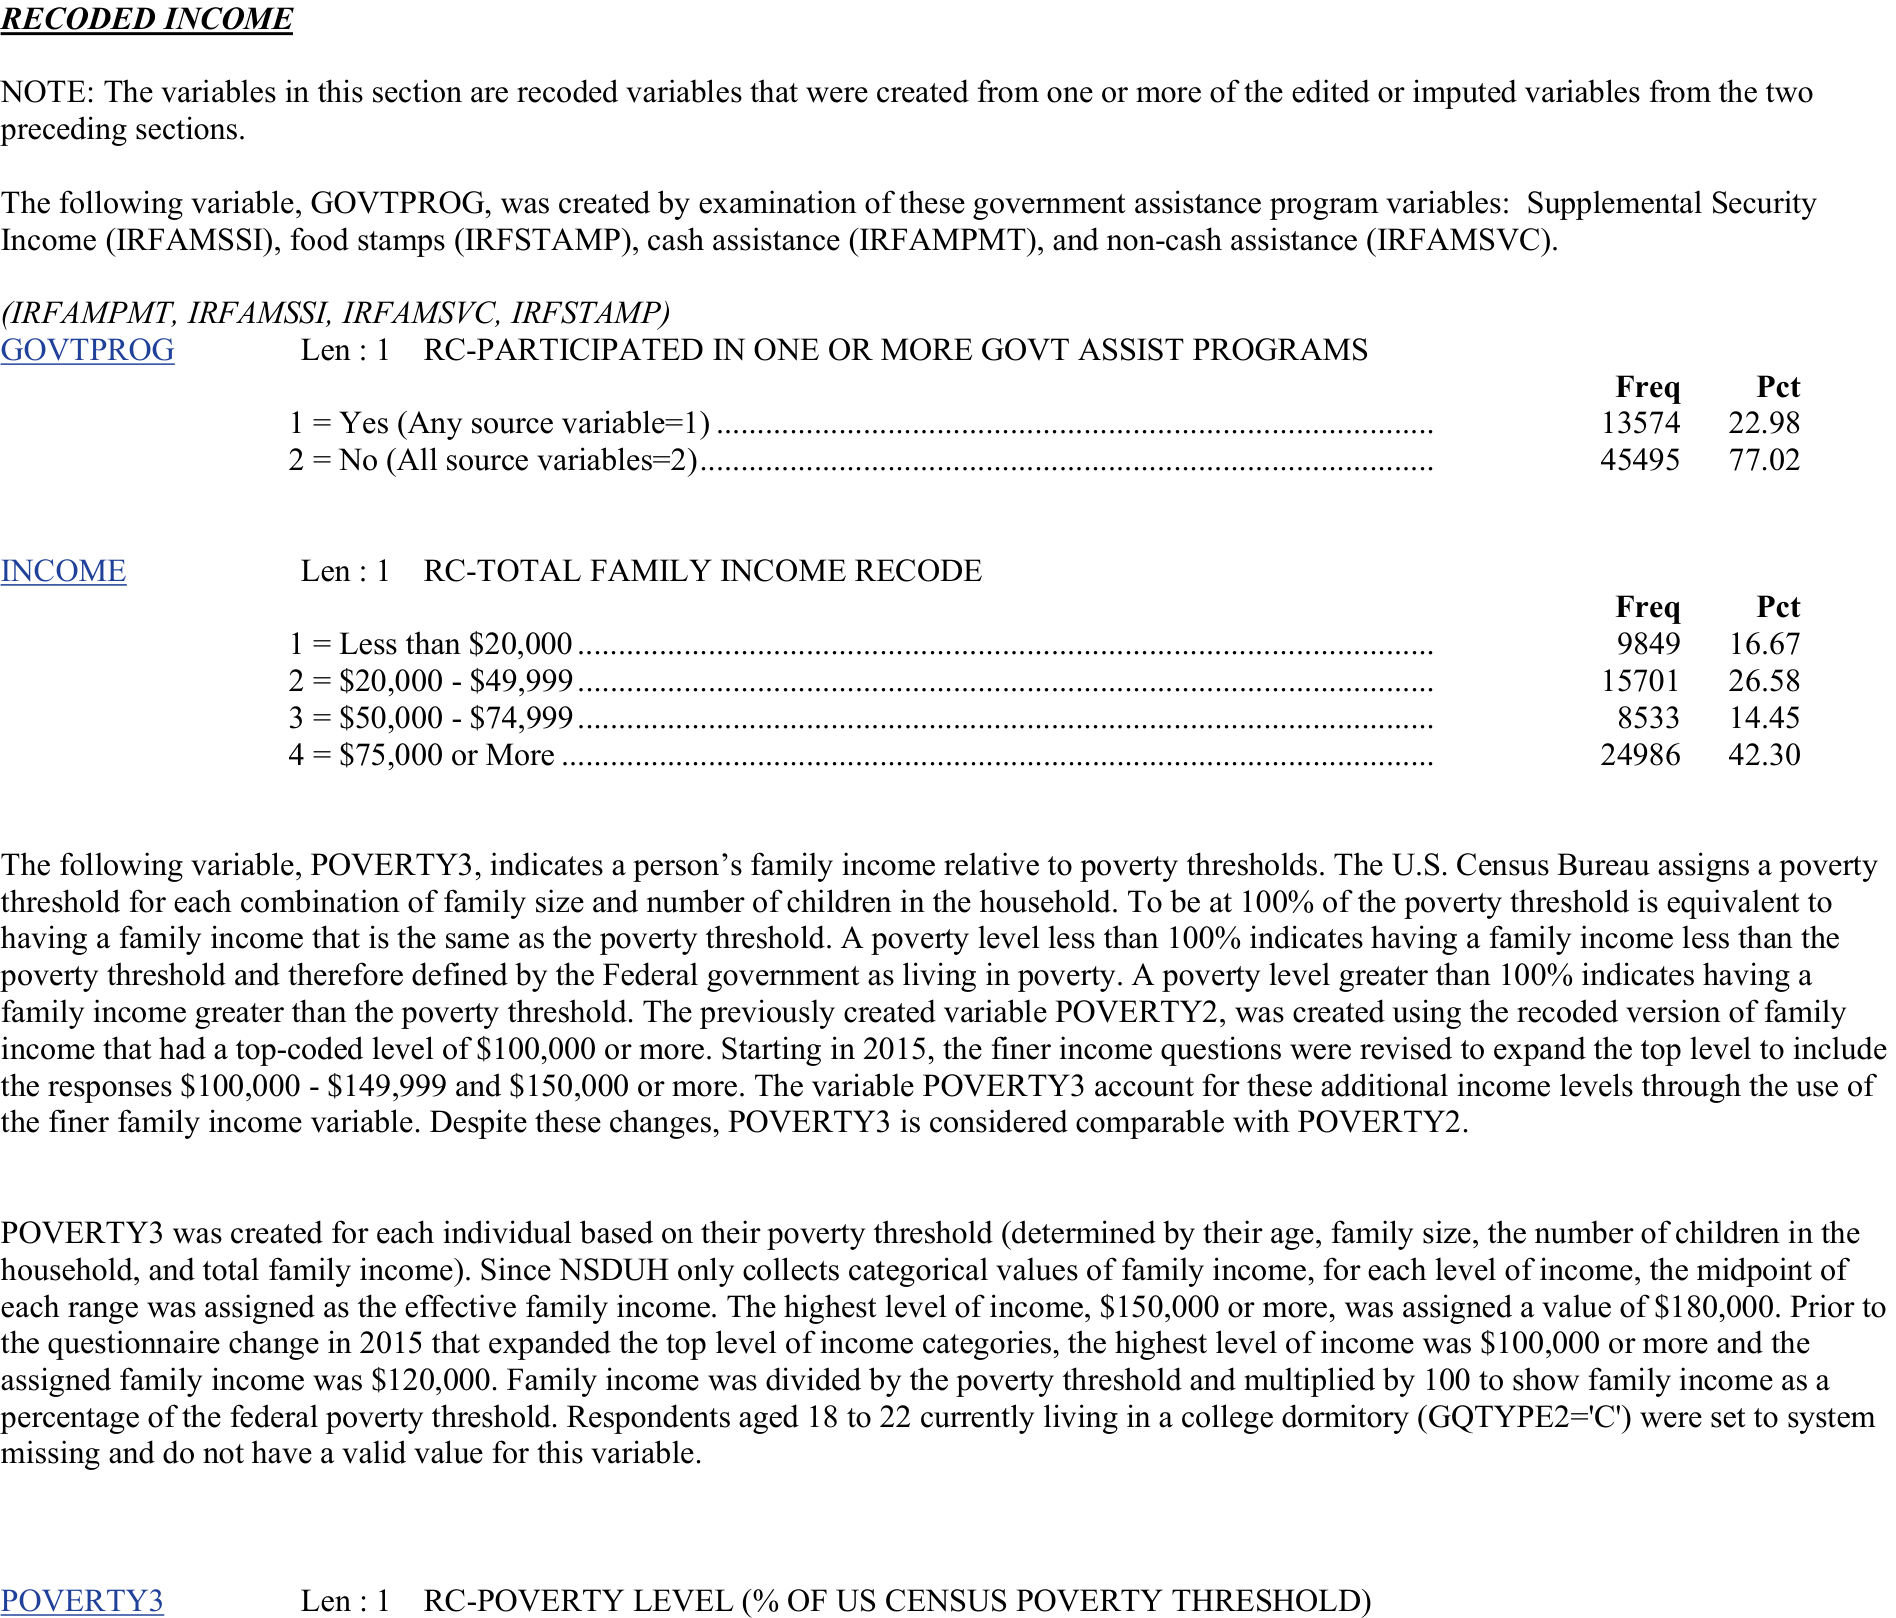 RECODED INCOME
NOTE: The variables in this section are recoded variables that were created from one or more of the edited or imputed variables from the two
preceding sections.
The following variable, GOVTPROG, was created by examination of these government assistance program variables:  Supplemental Security
Income (IRFAMSSI), food stamps (IRFSTAMP), cash assistance (IRFAMPMT), and non-cash assistance (IRFAMSVC).
(IRFAMPMT, IRFAMSSI, IRFAMSVC, IRFSTAMP)
GOVTPROG Len : 1 RC-PARTICIPATED IN ONE OR MORE GOVT ASSIST PROGRAMS
Freq Pct
1 = Yes (Any source variable=1) ........................................................................................ 13574 22.98
2 = No (All source variables=2).......................................................................................... 45495 77.02
INCOME Len : 1 RC-TOTAL FAMILY INCOME RECODE
Freq Pct
1 = Less than $20,000 ......................................................................................................... 9849 16.67
2 = $20,000 - $49,999......................................................................................................... 15701 26.58
3 = $50,000 - $74,999......................................................................................................... 8533 14.45
4 = $75,000 or More ........................................................................................................... 24986 42.30
The following variable, POVERTY3, indicates a person’s family income relative to poverty thresholds. The U.S. Census Bureau assigns a poverty
threshold for each combination of family size and number of children in the household. To be at 100% of the poverty threshold is equivalent to
having a family income that is the same as the poverty threshold. A poverty level less than 100% indicates having a family income less than the
poverty threshold and therefore defined by the Federal government as living in poverty. A poverty level greater than 100% indicates having a
family income greater than the poverty threshold. The previously created variable POVERTY2, was created using the recoded version of family
income that had a top-coded level of $100,000 or more. Starting in 2015, the finer income questions were revised to expand the top level to include
the responses $100,000 - $149,999 and $150,000 or more. The variable POVERTY3 account for these additional income levels through the use of
the finer family income variable. Despite these changes, POVERTY3 is considered comparable with POVERTY2.
POVERTY3 was created for each individual based on their poverty threshold (determined by their age, family size, the number of children in the
household, and total family income). Since NSDUH only collects categorical values of family income, for each level of income, the midpoint of
each range was assigned as the effective family income. The highest level of income, $150,000 or more, was assigned a value of $180,000. Prior to
the questionnaire change in 2015 that expanded the top level of income categories, the highest level of income was $100,000 or more and the
assigned family income was $120,000. Family income was divided by the poverty threshold and multiplied by 100 to show family income as a
percentage of the federal poverty threshold. Respondents aged 18 to 22 currently living in a college dormitory (GQTYPE2='C') were set to system
missing and do not have a valid value for this variable.
POVERTY3 Len : 1 RC-POVERTY LEVEL (% OF US CENSUS POVERTY THRESHOLD)